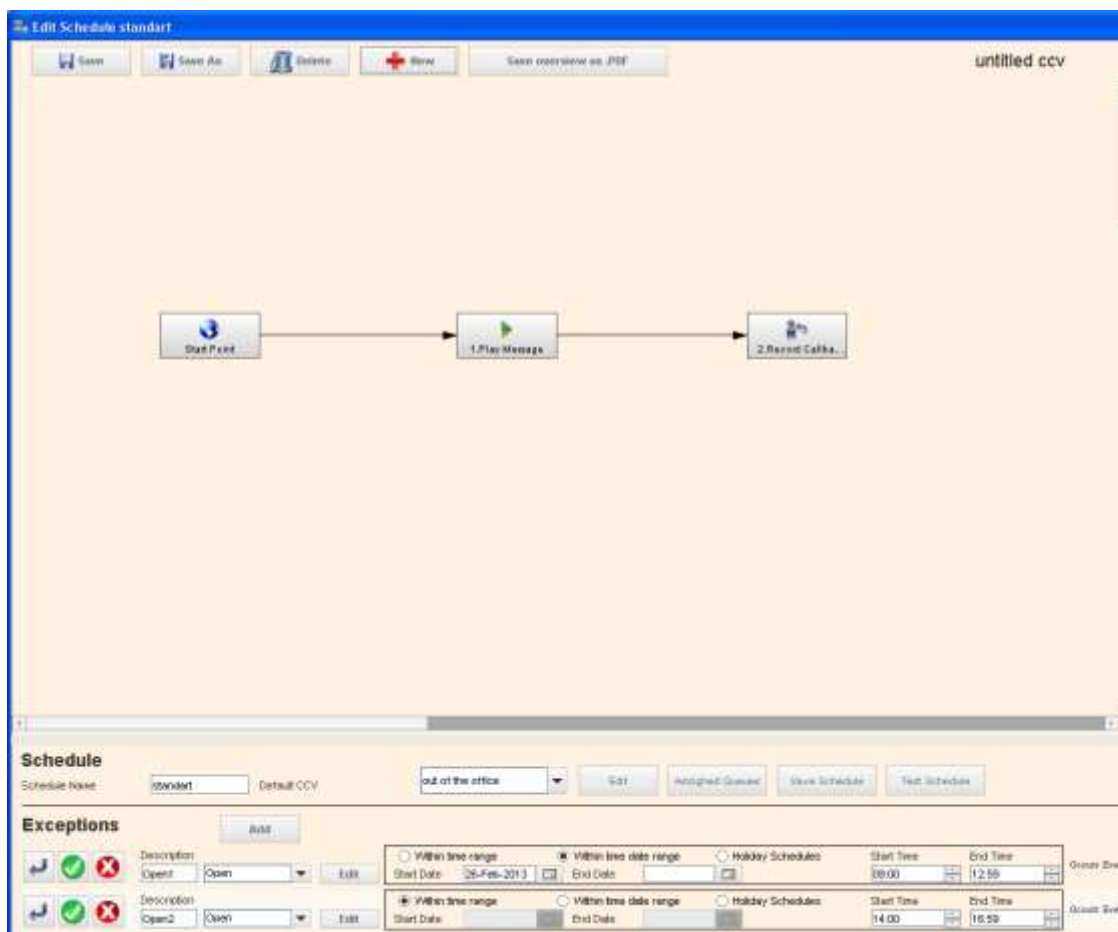 Edit Schedule standart
Save Save As Delete New Save overview as .PDF untitled ccv
Start Point 1.Play Message 2.Record Callba...
Schedule
Schedule Name standart Default CCV out of the office Edit Assigned Queues Save Schedule Test Schedule
Exceptions Add
Description Within time range Within time date range Holiday Schedules Start Time End Time
Open1 Open Edit Start Date 26-Feb-2013 End Date 12:59
Description Within time range Within time date range Holiday Schedules Start Time End Time
Open2 Open Edit Start Date End Date 14:00 16:59